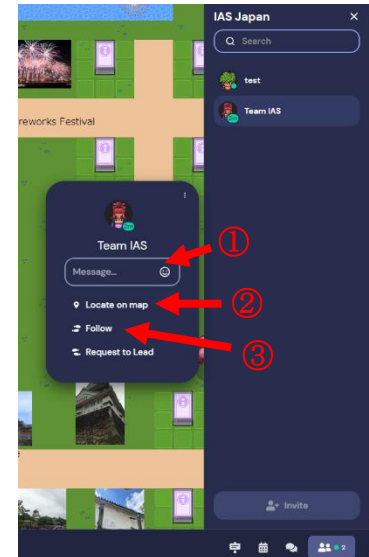 IAS Japan
Search
test
Team IAS
reworks Festival
Team IAS
Message...
①
Locate on map
②
Follow
③
Request to Lead
Invite
2